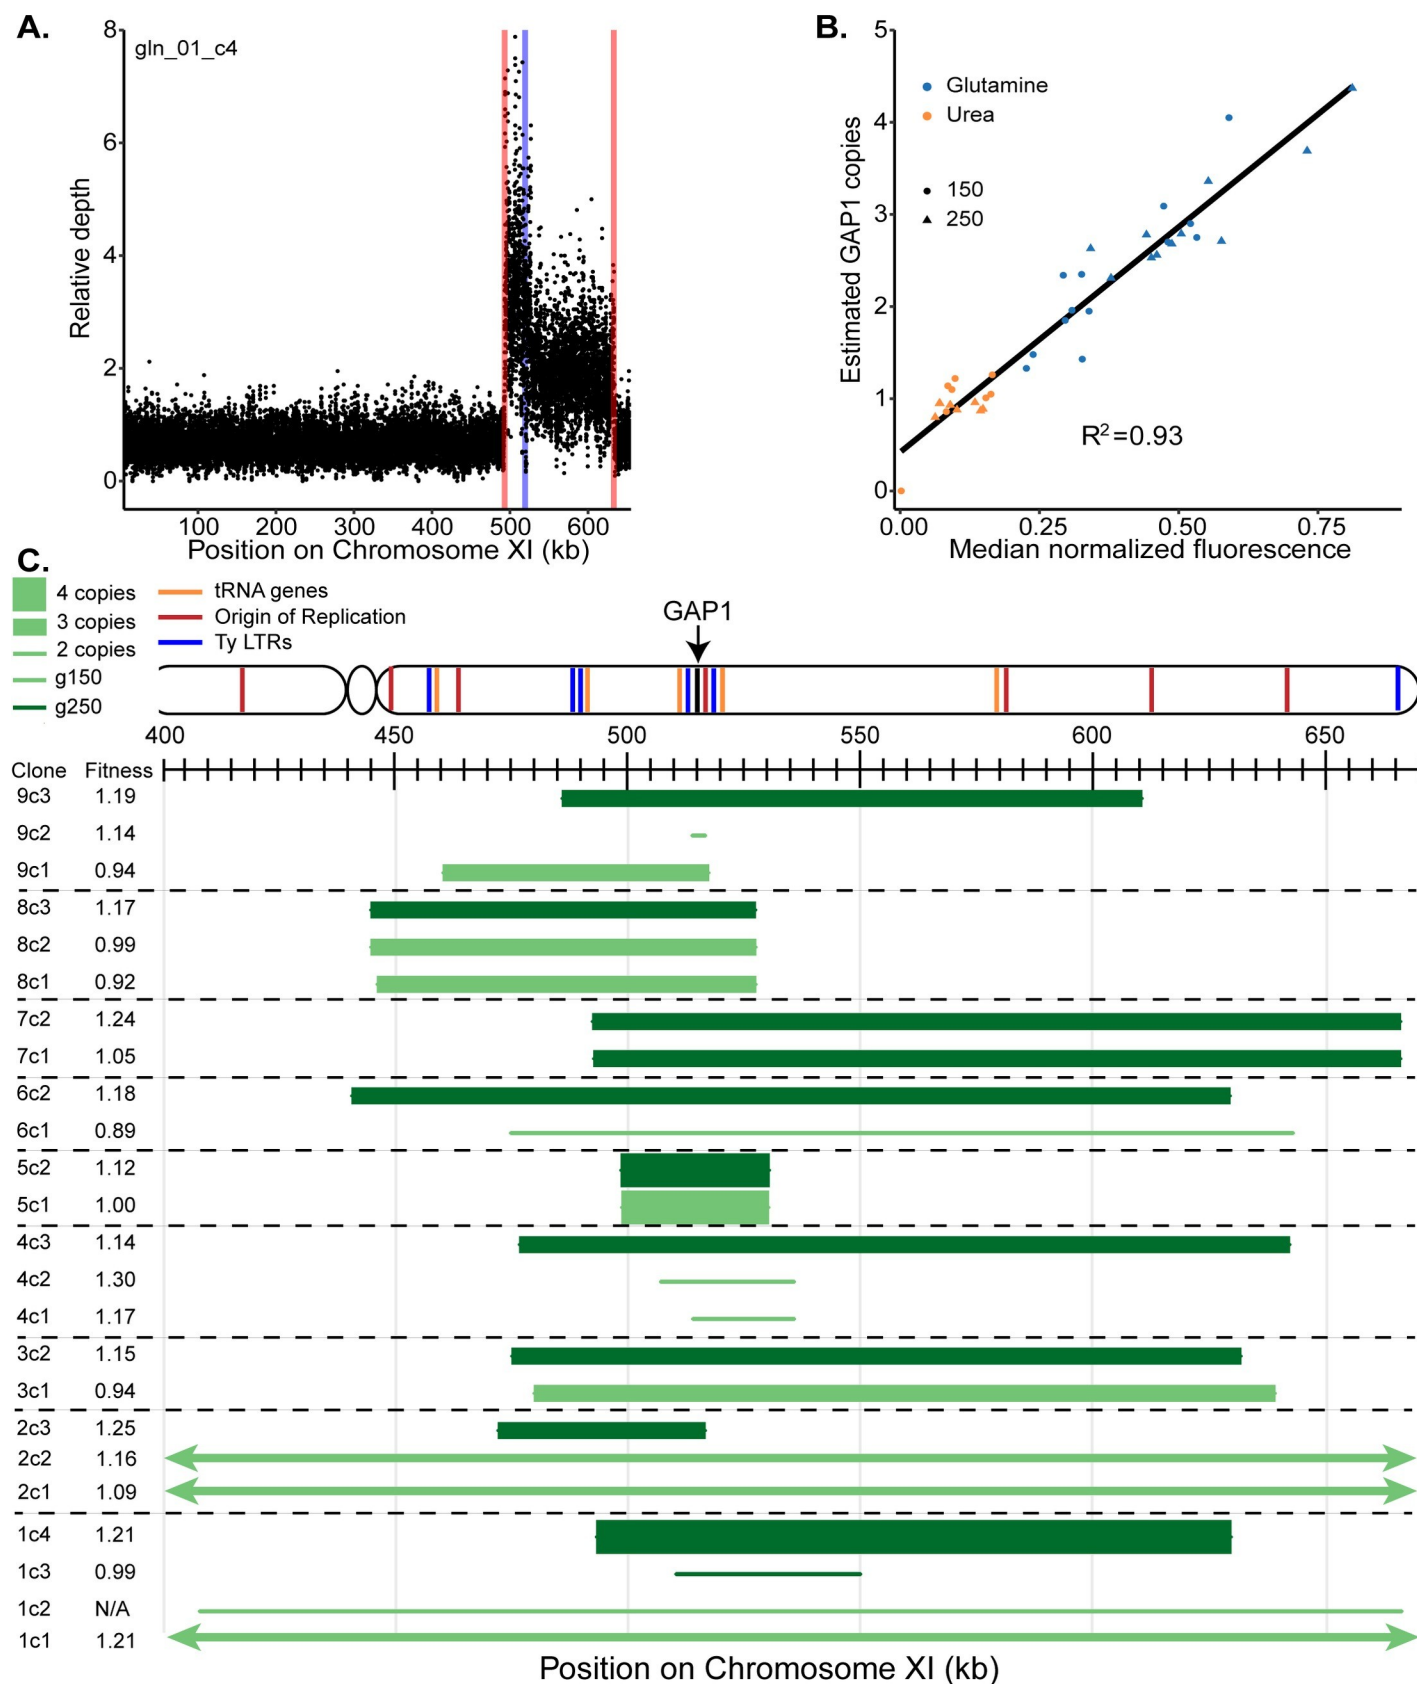 A.
gln_01_c4
8
6
4
2
0
Relative depth
100 200 300 400 500 600
Position on Chromosome XI (kb)
B.
5
4
3
2
1
0
Estimated GAP1 copies
Glutamine
Urea
150
250
R²=0.93
0.00 0.25 0.50 0.75
Median normalized fluorescence
C.
4 copies
3 copies
2 copies
g150
g250
tRNA genes
Origin of Replication
Ty LTRs
GAP1
400 450 500 550 600 650
Clone Fitness
9c3 1.19
9c2 1.14
9c1 0.94
8c3 1.17
8c2 0.99
8c1 0.92
7c2 1.24
7c1 1.05
6c2 1.18
6c1 0.89
5c2 1.12
5c1 1.00
4c3 1.14
4c2 1.30
4c1 1.17
3c2 1.15
3c1 0.94
2c3 1.25
2c2 1.16
2c1 1.09
1c4 1.21
1c3 0.99
1c2 N/A
1c1 1.21
Position on Chromosome XI (kb)